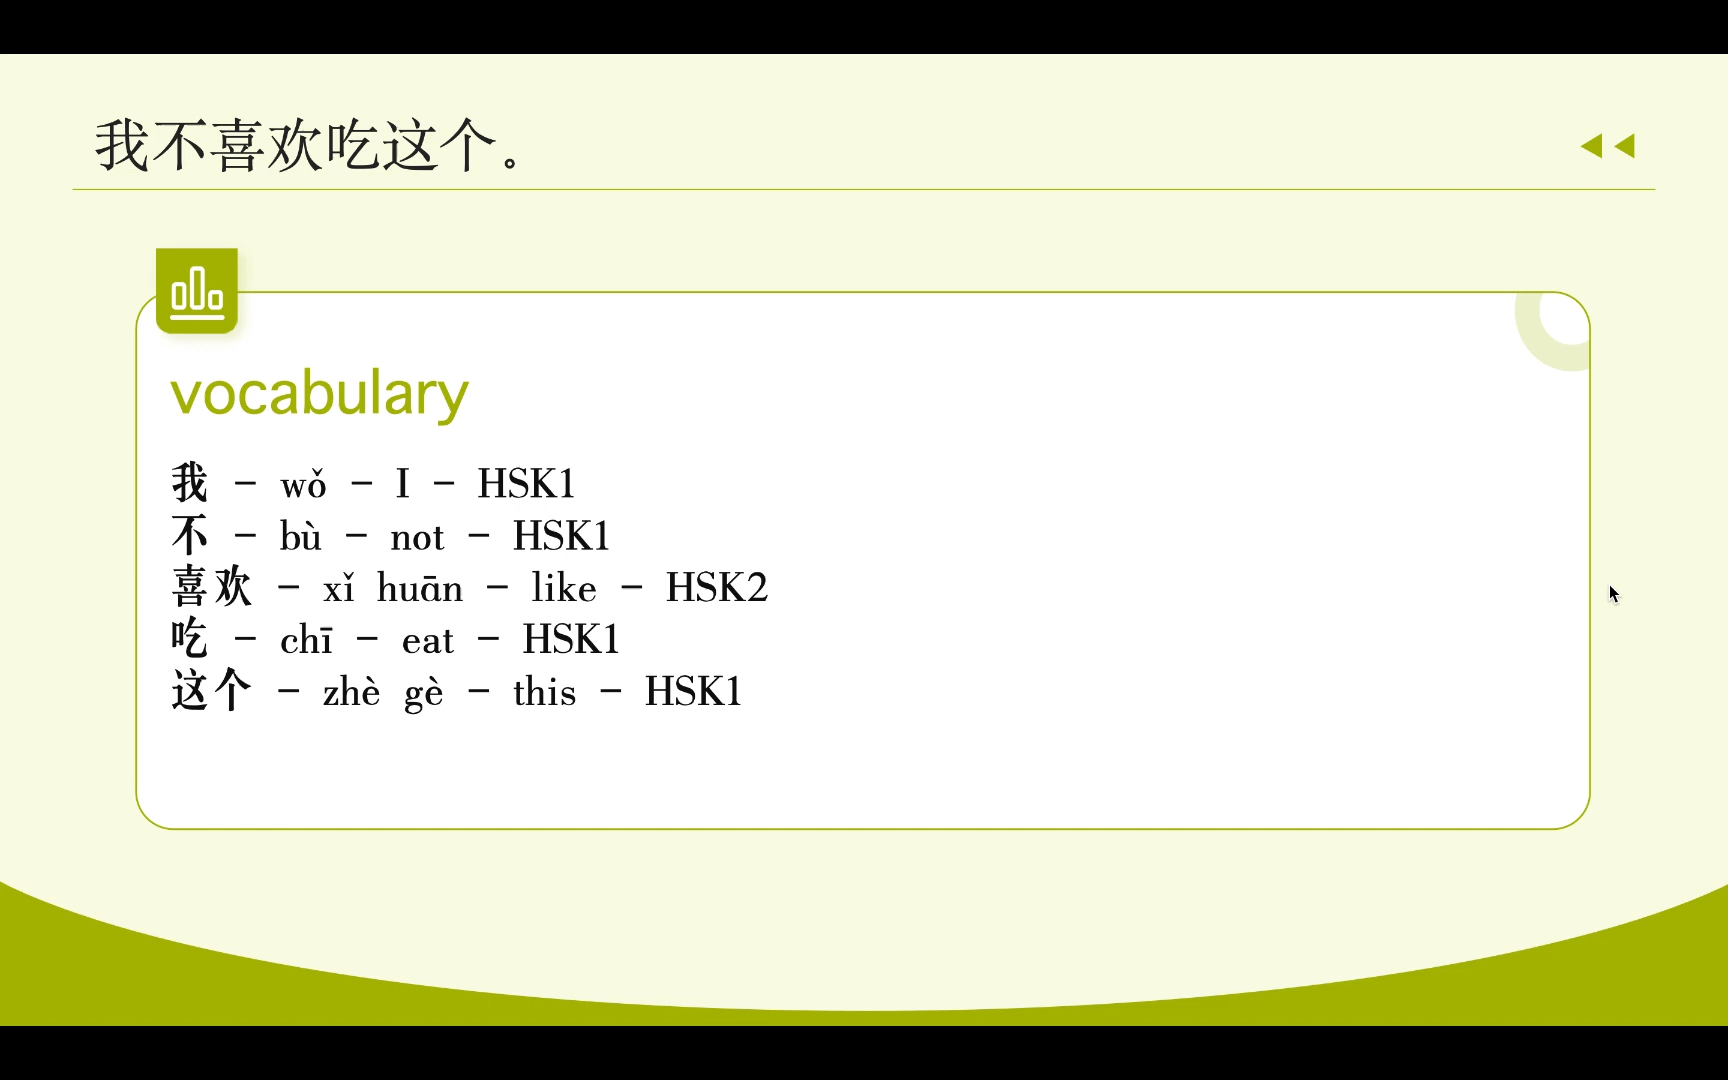 我不喜欢吃这个。
vocabulary
我 - wǒ - I - HSK1
不 - bù - not - HSK1
喜欢 - xǐ huān - like - HSK2
吃 - chī - eat - HSK1
这个 - zhè gè - this - HSK1